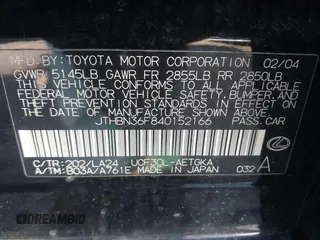 MFD. BY: TOYOTA MOTOR CORPORATION 02/04
GVWR 5145LB GAWR FR 2855LB RR 2850LB
THIS VEHICLE CONFORMS TO ALL APPLICABLE
FEDERAL MOTOR VEHICLE SAFETY, BUMPER, AND
THEFT PREVENTION STANDARDS IN EFFECT ON
THE DATE OF MANUFACTURE SHOWN ABOVE.
JTHBN36F840152166 PASS. CAR
C/TR: 202/LA24 UCF30L-AETGKA
A/TM: B03A/A761E MADE IN JAPAN 032 A
DREAMBID